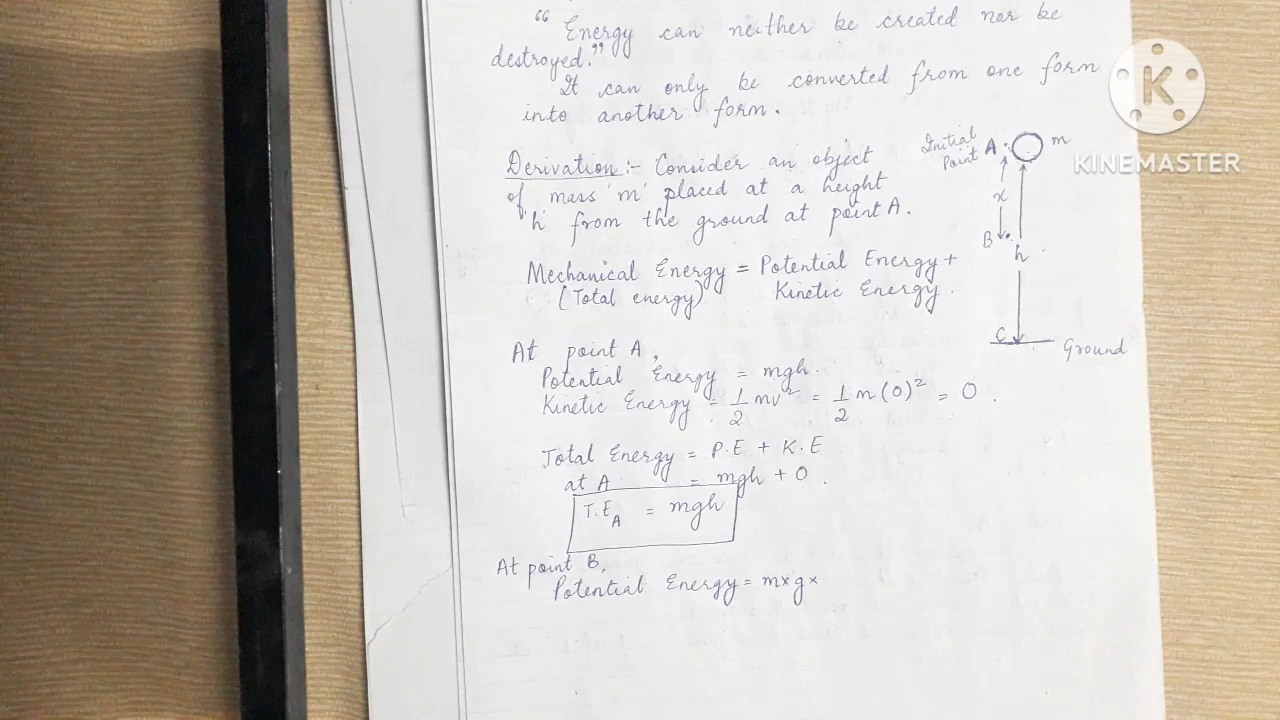 “ Energy can neither be created nor be
destroyed.”
It can only be converted from one form
into another form.
Derivation :- Consider an object
of mass 'm' placed at a height
'h' from the ground at point A.
Mechanical Energy = Potential Energy +
(Total energy) Kinetic Energy.
At point A,
Potential Energy = mgh.
Kinetic Energy = 1/2 mv² = 1/2 m(0)² = 0.
Total Energy = P.E + K.E
at A = mgh + 0.
T.E_A = mgh
At point B,
Potential Energy = m×g×
Initial
Point A
m
x
B
h
C
Ground
K
KINEMASTER